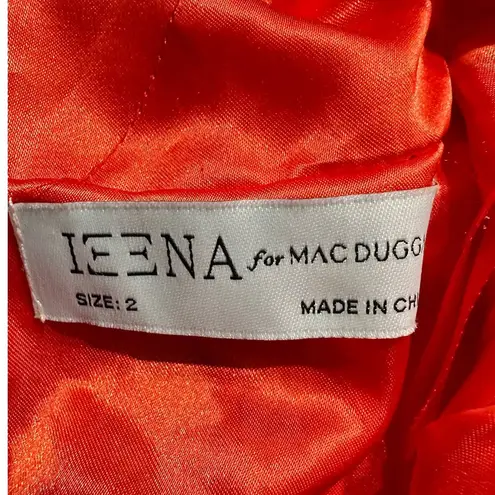 IEENA for MAC DUGG
SIZE: 2 MADE IN CH